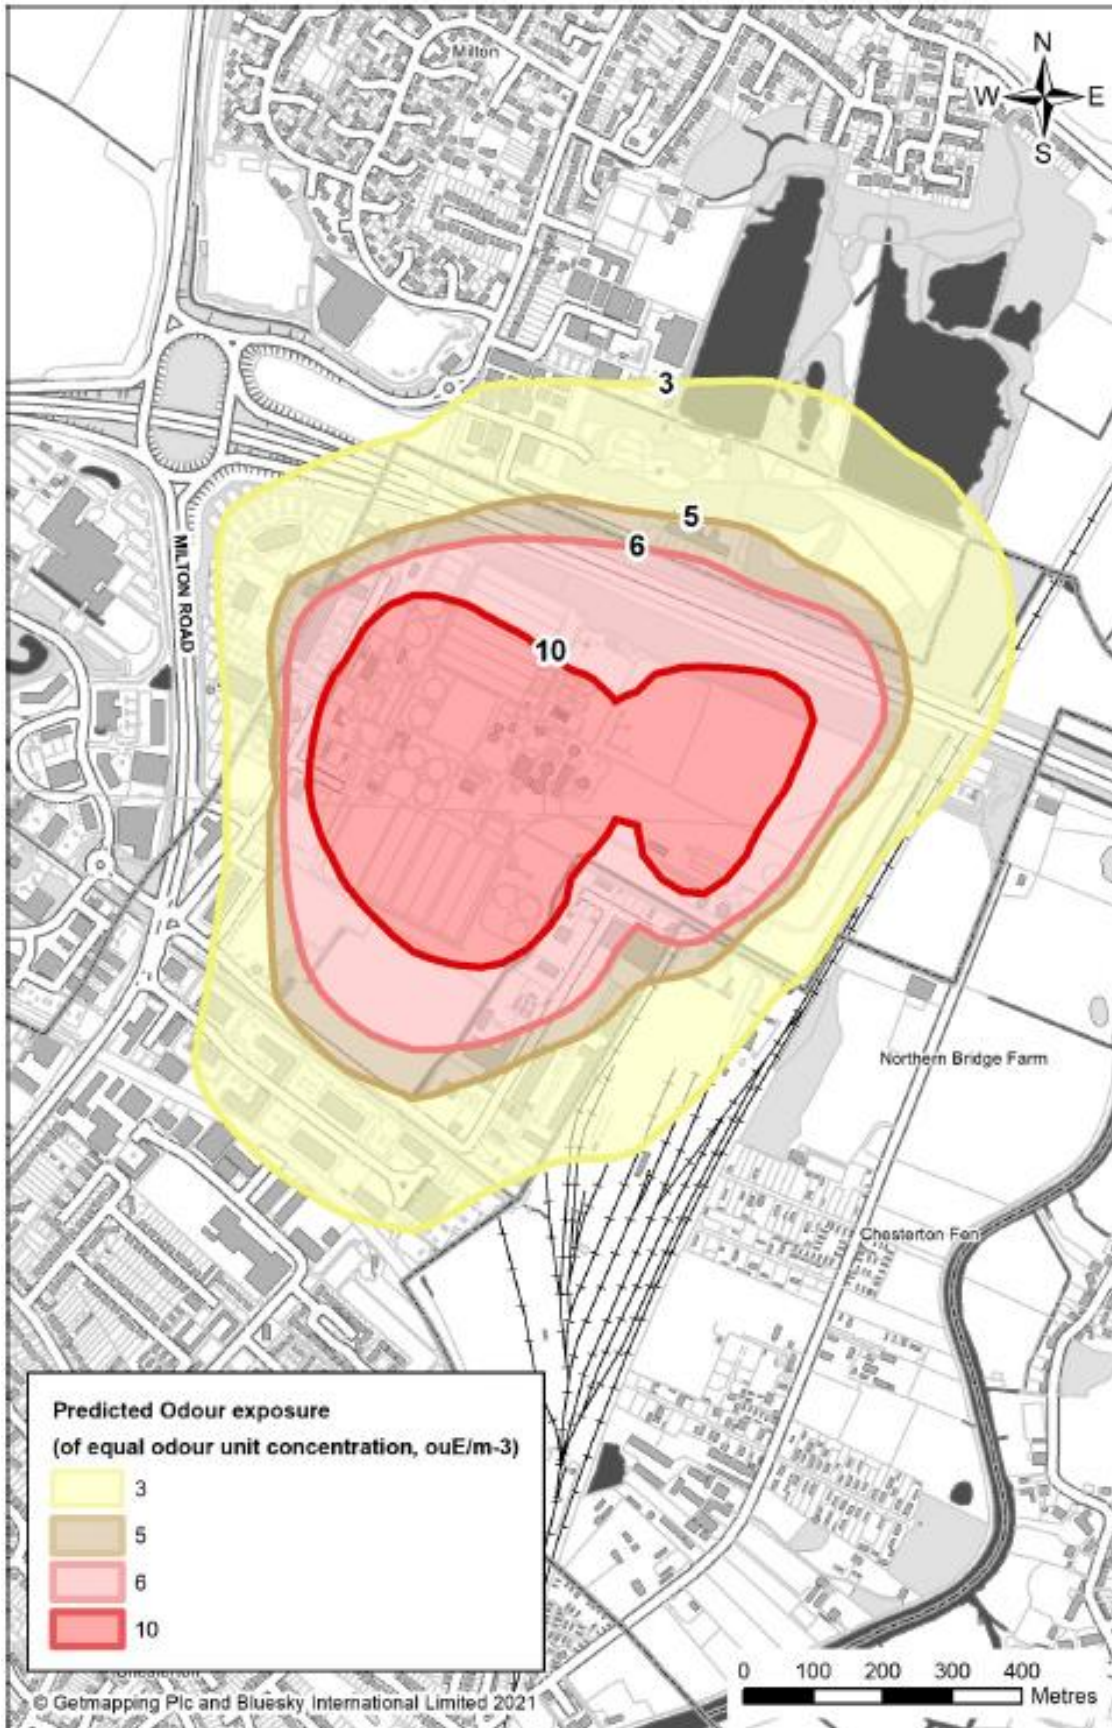 Milton
N
W E
S
3
5
6
10
MILTON ROAD
Northern Bridge Farm
Chesterton Fen
Predicted Odour exposure
(of equal odour unit concentration, ouE/m-3)
3
5
6
10
Chesterton
© Getmapping Plc and Bluesky International Limited 2021
0 100 200 300 400
Metres